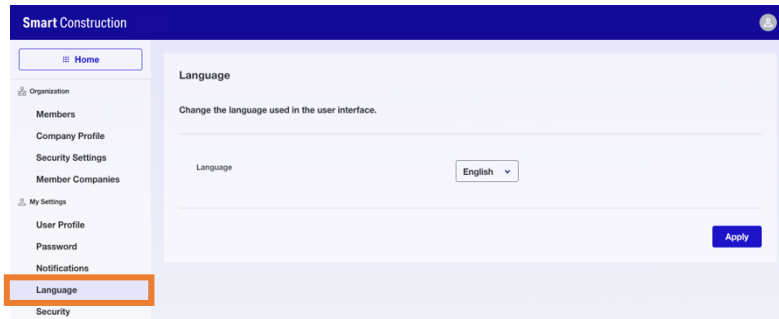 Smart Construction
Home
Organization
Members
Company Profile
Security Settings
Member Companies
My Settings
User Profile
Password
Notifications
Language
Security
Language
Change the language used in the user interface.
Language
English
Apply